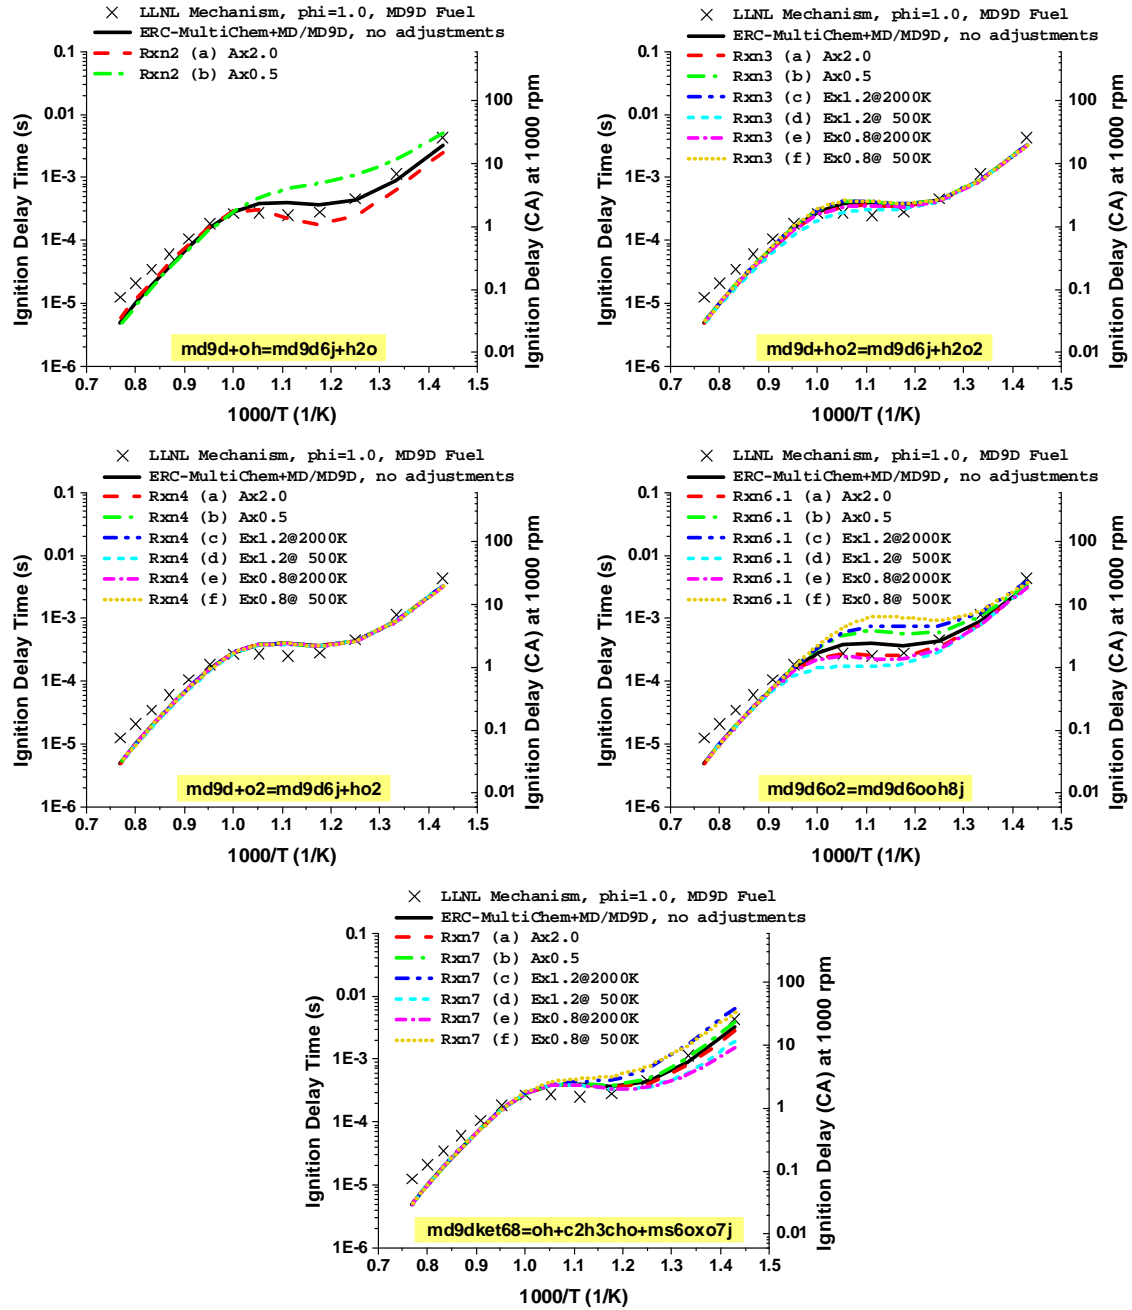 LLNL Mechanism, phi=1.0, MD9D Fuel
ERC-MultiChem+MD/MD9D, no adjustments
Rxn2 (a) Ax2.0
Rxn2 (b) Ax0.5
Ignition Delay Time (s)
0.1
0.01
1E-3
1E-4
1E-5
1E-6
Ignition Delay (CA) at 1000 rpm
100
10
1
0.1
0.01
md9d+oh=md9d6j+h2o
0.7 0.8 0.9 1.0 1.1 1.2 1.3 1.4 1.5
1000/T (1/K)
LLNL Mechanism, phi=1.0, MD9D Fuel
ERC-MultiChem+MD/MD9D, no adjustments
Rxn3 (a) Ax2.0
Rxn3 (b) Ax0.5
Rxn3 (c) Ex1.2@2000K
Rxn3 (d) Ex1.2@ 500K
Rxn3 (e) Ex0.8@2000K
Rxn3 (f) Ex0.8@ 500K
Ignition Delay Time (s)
0.1
0.01
1E-3
1E-4
1E-5
1E-6
Ignition Delay (CA) at 1000 rpm
100
10
1
0.1
0.01
md9d+ho2=md9d6j+h2o2
0.7 0.8 0.9 1.0 1.1 1.2 1.3 1.4 1.5
1000/T (1/K)
LLNL Mechanism, phi=1.0, MD9D Fuel
ERC-MultiChem+MD/MD9D, no adjustments
Rxn4 (a) Ax2.0
Rxn4 (b) Ax0.5
Rxn4 (c) Ex1.2@2000K
Rxn4 (d) Ex1.2@ 500K
Rxn4 (e) Ex0.8@2000K
Rxn4 (f) Ex0.8@ 500K
Ignition Delay Time (s)
0.1
0.01
1E-3
1E-4
1E-5
1E-6
Ignition Delay (CA) at 1000 rpm
100
10
1
0.1
0.01
md9d+o2=md9d6j+ho2
0.7 0.8 0.9 1.0 1.1 1.2 1.3 1.4 1.5
1000/T (1/K)
LLNL Mechanism, phi=1.0, MD9D Fuel
ERC-MultiChem+MD/MD9D, no adjustments
Rxn6.1 (a) Ax2.0
Rxn6.1 (b) Ax0.5
Rxn6.1 (c) Ex1.2@2000K
Rxn6.1 (d) Ex1.2@ 500K
Rxn6.1 (e) Ex0.8@2000K
Rxn6.1 (f) Ex0.8@ 500K
Ignition Delay Time (s)
0.1
0.01
1E-3
1E-4
1E-5
1E-6
Ignition Delay (CA) at 1000 rpm
100
10
1
0.1
0.01
md9d6o2=md9d6ooh8j
0.7 0.8 0.9 1.0 1.1 1.2 1.3 1.4 1.5
1000/T (1/K)
LLNL Mechanism, phi=1.0, MD9D Fuel
ERC-MultiChem+MD/MD9D, no adjustments
Rxn7 (a) Ax2.0
Rxn7 (b) Ax0.5
Rxn7 (c) Ex1.2@2000K
Rxn7 (d) Ex1.2@ 500K
Rxn7 (e) Ex0.8@2000K
Rxn7 (f) Ex0.8@ 500K
Ignition Delay Time (s)
0.1
0.01
1E-3
1E-4
1E-5
1E-6
Ignition Delay (CA) at 1000 rpm
100
10
1
0.1
0.01
md9dket68=oh+c2h3cho+ms6oxo7j
0.7 0.8 0.9 1.0 1.1 1.2 1.3 1.4 1.5
1000/T (1/K)